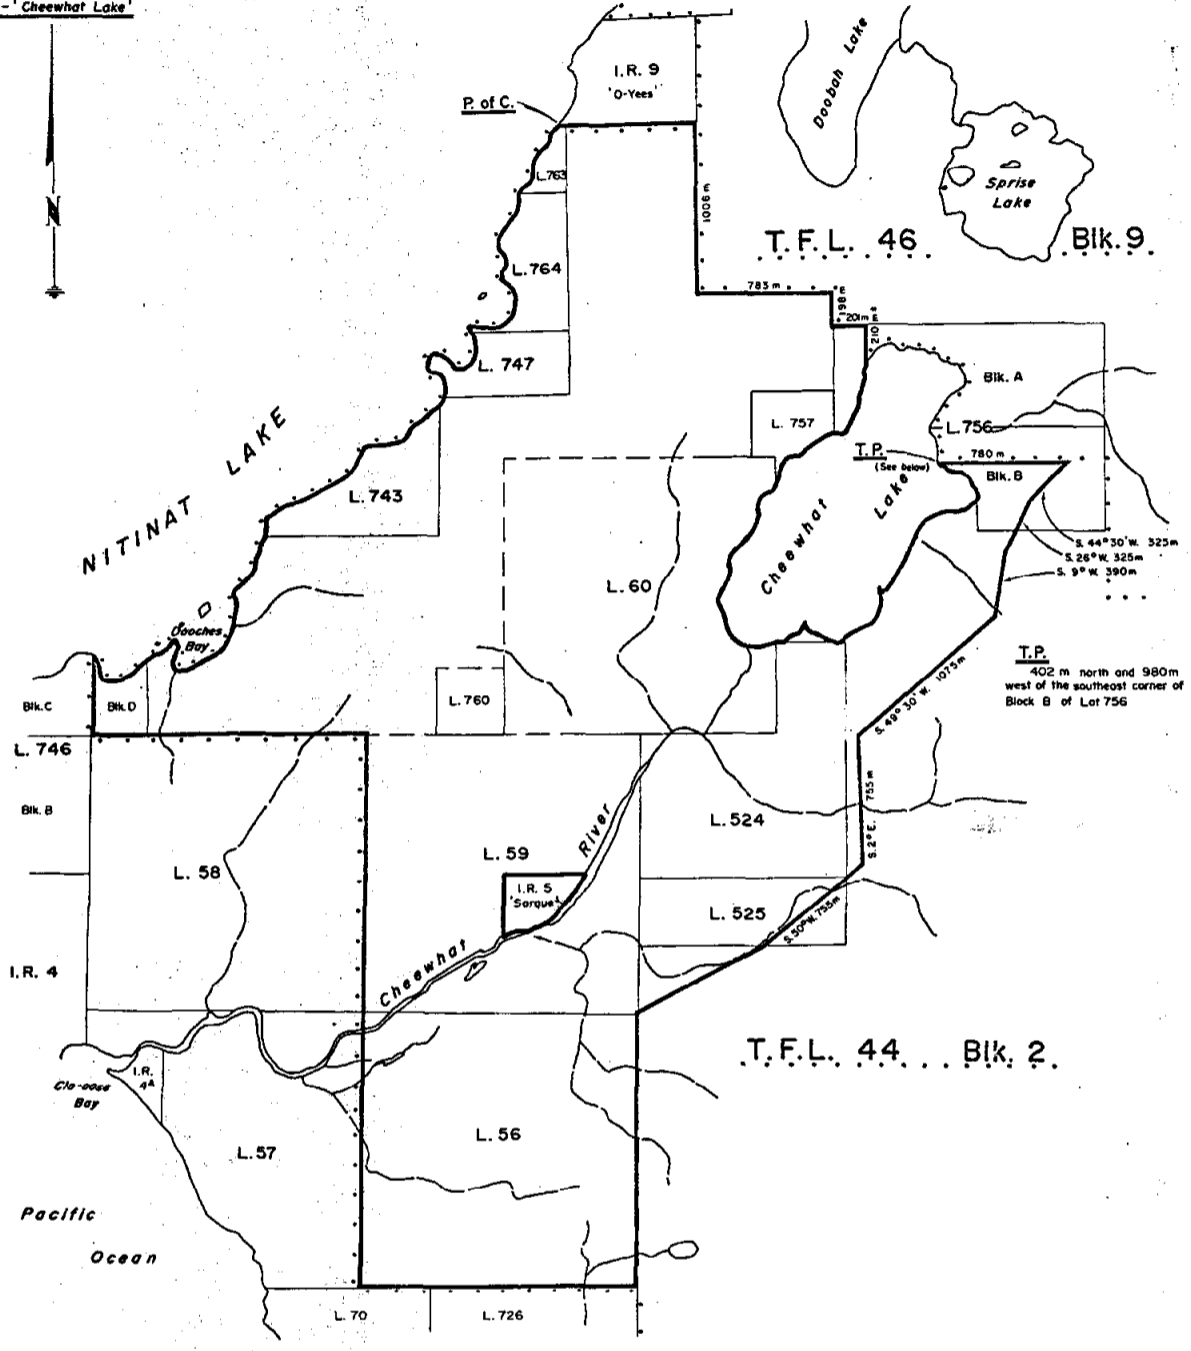 -'Cheewhat Lake'
N
I.R. 9
'O-Yees'
P. of C.
Doobah Lake
Sprise
Lake
L.763
1006 m
T.F.L. 46
Blk. 9.
L.764
783 m
198 m
201m
210 m
L. 747
Blk. A
L. 757
L.756
T.P.
(See below)
780 m
Blk. B
NITINAT LAKE
L.743
Cheewhat Lake
S. 44°30'W. 325m
S. 26°W. 325m
S. 9°W. 390m
L.60
Dooches
Bay
T.P.
402 m north and 980m
west of the southeast corner of
Block B of Lot 756
S. 49° 30' W. 1075m
Blk.C
Blk. D
L.760
L. 746
Blk. B
S. 2° E. 755 m
L. 524
River
L. 58
L. 59
I.R. 5
'Sarque'
L. 525
S. 50° W. 755m
I.R. 4
Cheewhat
T.F.L. 44 Blk. 2.
I.R.
4A
Clo-oose
Bay
L. 56
L. 57
Pacific
Ocean
L. 70
L. 726